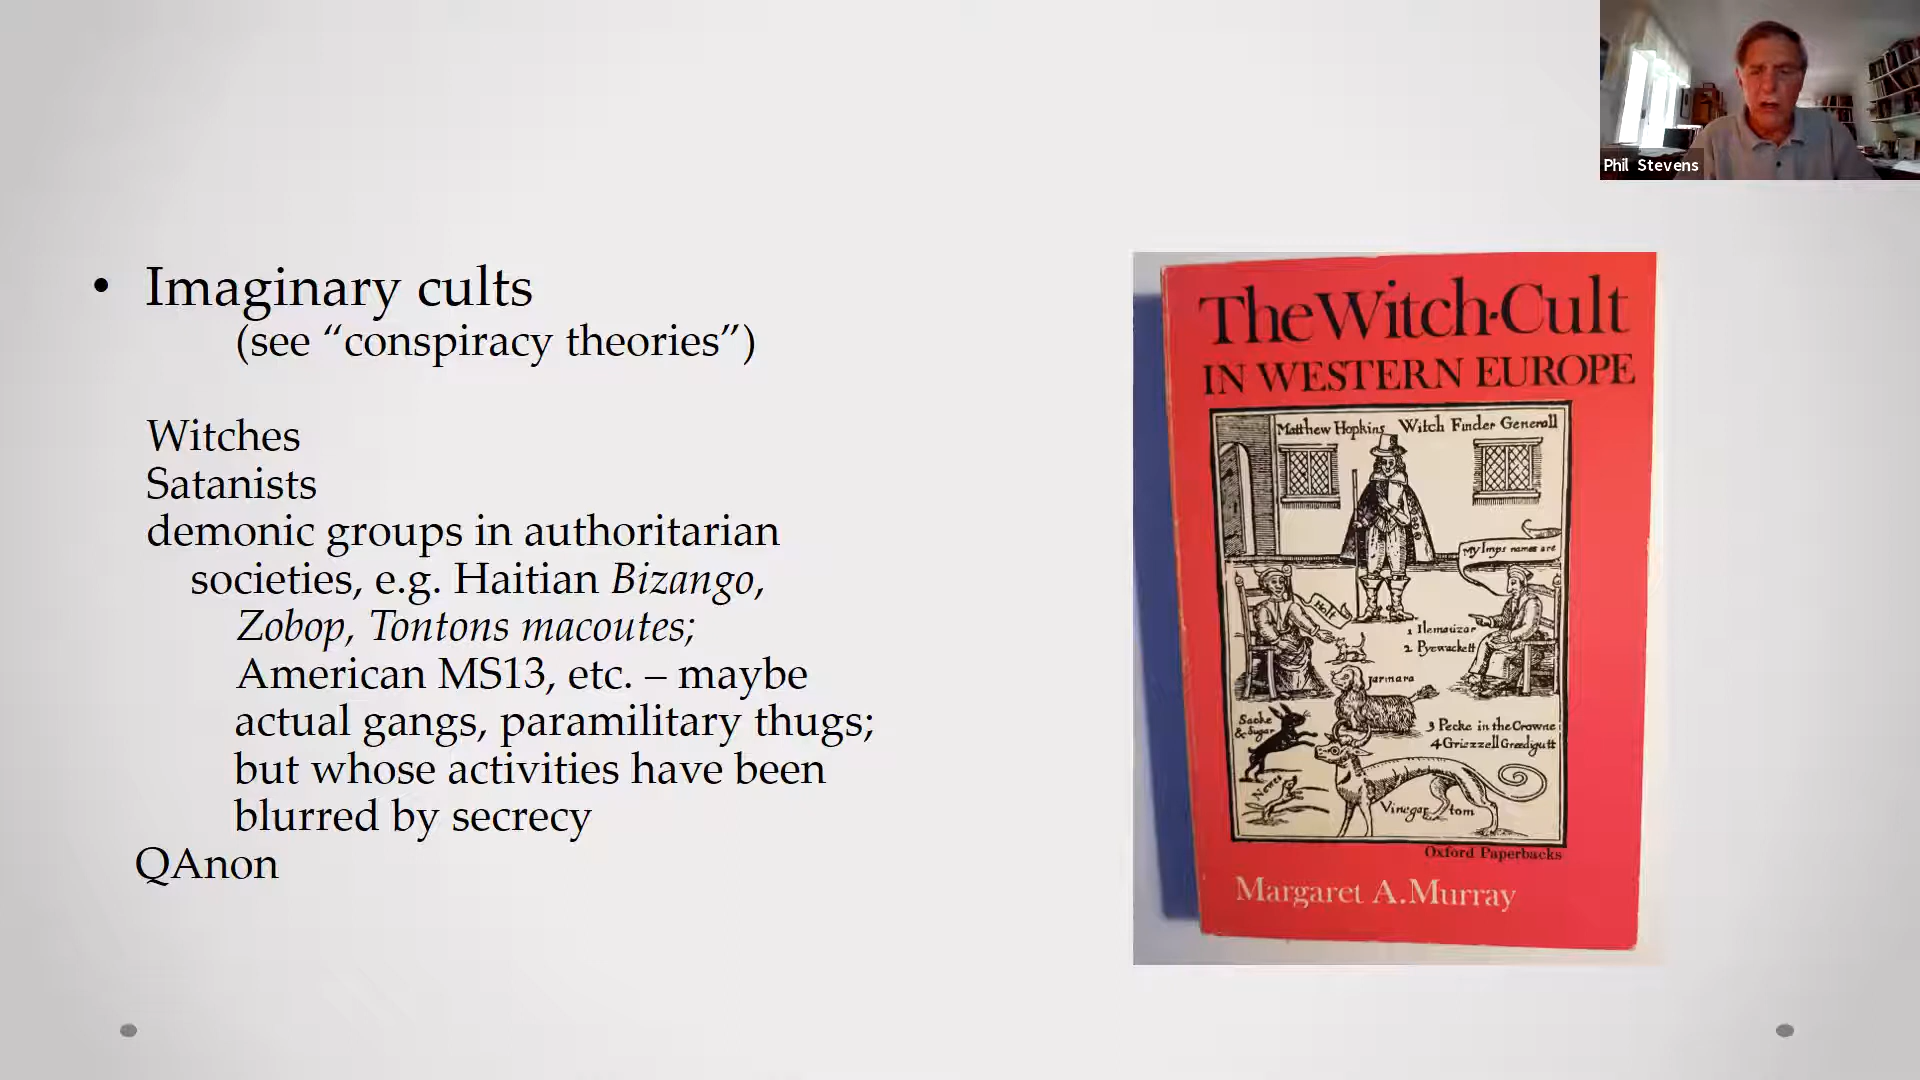 Phil Stevens
• Imaginary cults
(see “conspiracy theories”)
Witches
Satanists
demonic groups in authoritarian
societies, e.g. Haitian Bizango,
Zobop, Tontons macoutes;
American MS13, etc. – maybe
actual gangs, paramilitary thugs;
but whose activities have been
blurred by secrecy
QAnon
The Witch-Cult
IN WESTERN EUROPE
Matthew Hopkins Witch Finder Generall
My Imps names are
Holt
1 Ilemauzar
2 Pyewackett
Jarmara
Sacke
& Sugar
3 Pecke in the Crowne
4 Griezzell Greedigutt
Newes
Vinegar tom
Oxford Paperbacks
Margaret A. Murray